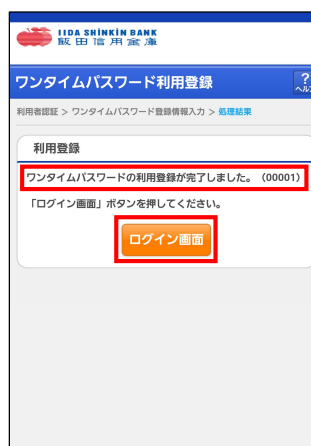 IIDA SHiNKiN BANK
飯田信用金庫
ワンタイムパスワード利用登録
?
利用者認証 > ワンタイムパスワード登録情報入力 > 処理結果
利用登録
ワンタイムパスワードの利用登録が完了しました。(00001)
「ログイン画面」ボタンを押してください。
ログイン画面